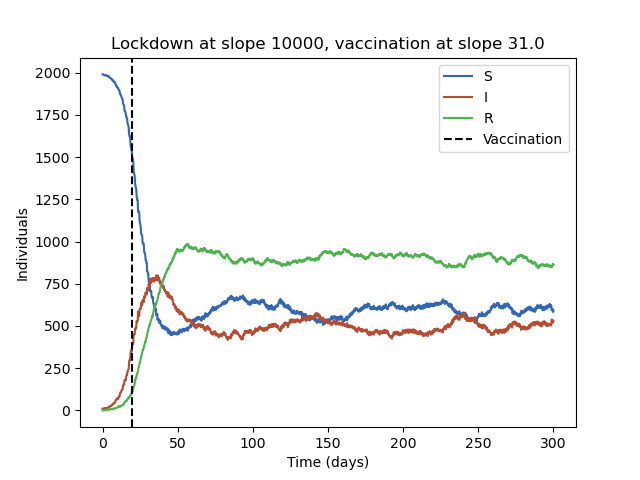 Lockdown at slope 10000, vaccination at slope 31.0
2000
1750
1500
1250
1000
750
500
250
0
Individuals
S
I
R
Vaccination
0 50 100 150 200 250 300
Time (days)